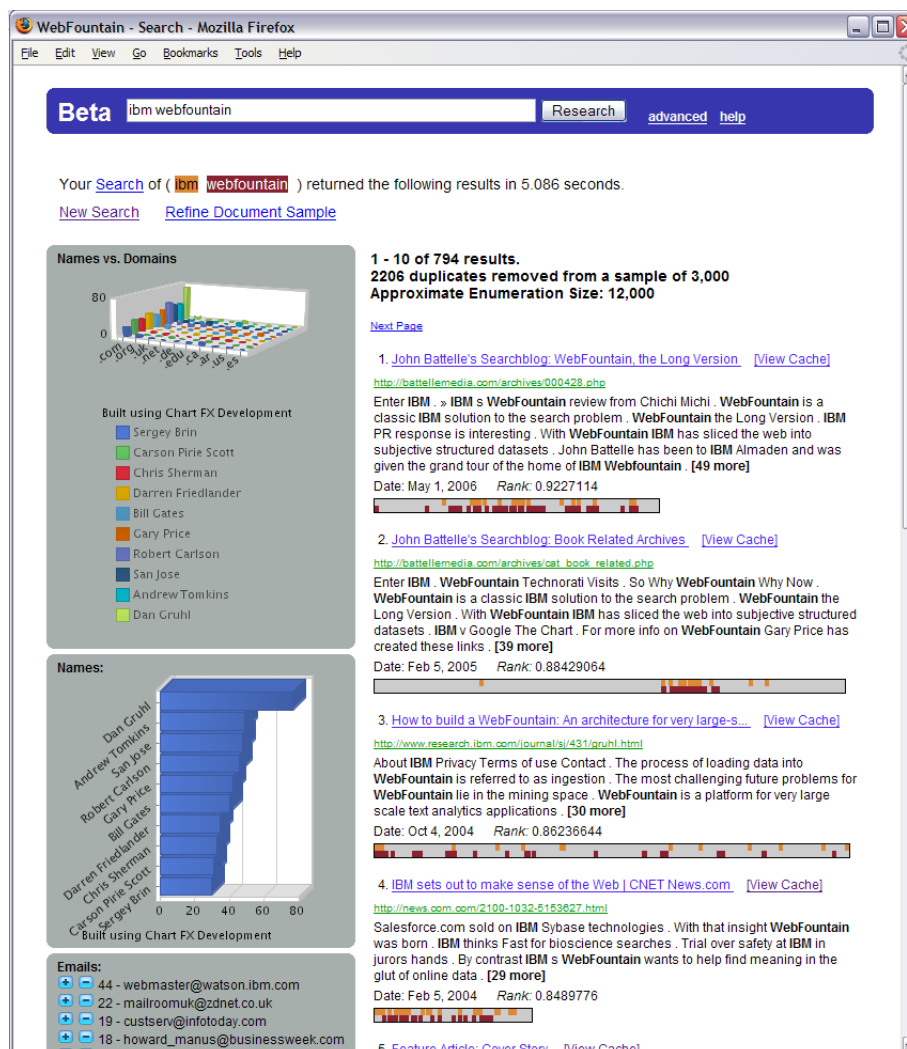 WebFountain - Search - Mozilla Firefox
File Edit View Go Bookmarks Tools Help
Beta ibm webfountain Research advanced help
Your Search of ( ibm webfountain ) returned the following results in 5.086 seconds.
New Search Refine Document Sample
Names vs. Domains
80
0
.com .org .uk .net .de .edu .ca .ar .us .es
Built using Chart FX Development
Sergey Brin
Carson Pirie Scott
Chris Sherman
Darren Friedlander
Bill Gates
Gary Price
Robert Carlson
San Jose
Andrew Tomkins
Dan Gruhl
Names:
Dan Gruhl
Andrew Tomkins
San Jose
Robert Carlson
Gary Price
Bill Gates
Darren Friedlander
Chris Sherman
Carson Pirie Scott
Sergey Brin
0 20 40 60 80
Built using Chart FX Development
Emails:
44 - webmaster@watson.ibm.com
22 - mailroomuk@zdnet.co.uk
19 - custserv@infotoday.com
18 - howard_manus@businessweek.com
1 - 10 of 794 results.
2206 duplicates removed from a sample of 3,000
Approximate Enumeration Size: 12,000
Next Page
1. John Battelle's Searchblog: WebFountain, the Long Version [View Cache]
http://battellemedia.com/archives/000428.php
Enter IBM . » IBM s WebFountain review from Chichi Michi . WebFountain is a
classic IBM solution to the search problem . WebFountain the Long Version . IBM
PR response is interesting . With WebFountain IBM has sliced the web into
subjective structured datasets . John Battelle has been to IBM Almaden and was
given the grand tour of the home of IBM Webfountain . [49 more]
Date: May 1, 2006 Rank: 0.9227114
2. John Battelle's Searchblog: Book Related Archives [View Cache]
http://battellemedia.com/archives/cat_book_related.php
Enter IBM . WebFountain Technorati Visits . So Why WebFountain Why Now .
WebFountain is a classic IBM solution to the search problem . WebFountain the
Long Version . With WebFountain IBM has sliced the web into subjective structured
datasets . IBM v Google The Chart . For more info on WebFountain Gary Price has
created these links . [39 more]
Date: Feb 5, 2005 Rank: 0.88429064
3. How to build a WebFountain: An architecture for very large-s... [View Cache]
http://www.research.ibm.com/journal/sj/431/gruhl.html
About IBM Privacy Terms of use Contact . The process of loading data into
WebFountain is referred to as ingestion . The most challenging future problems for
WebFountain lie in the mining space . WebFountain is a platform for very large
scale text analytics applications . [30 more]
Date: Oct 4, 2004 Rank: 0.86236644
4. IBM sets out to make sense of the Web | CNET News.com [View Cache]
http://news.com.com/2100-1032-5153627.html
Salesforce.com sold on IBM Sybase technologies . With that insight WebFountain
was born . IBM thinks Fast for bioscience searches . Trial over safety at IBM in
jurors hands . By contrast IBM s WebFountain wants to help find meaning in the
glut of online data . [29 more]
Date: Feb 5, 2004 Rank: 0.8489776
5. Feature Article: Cover Story [View Cache]